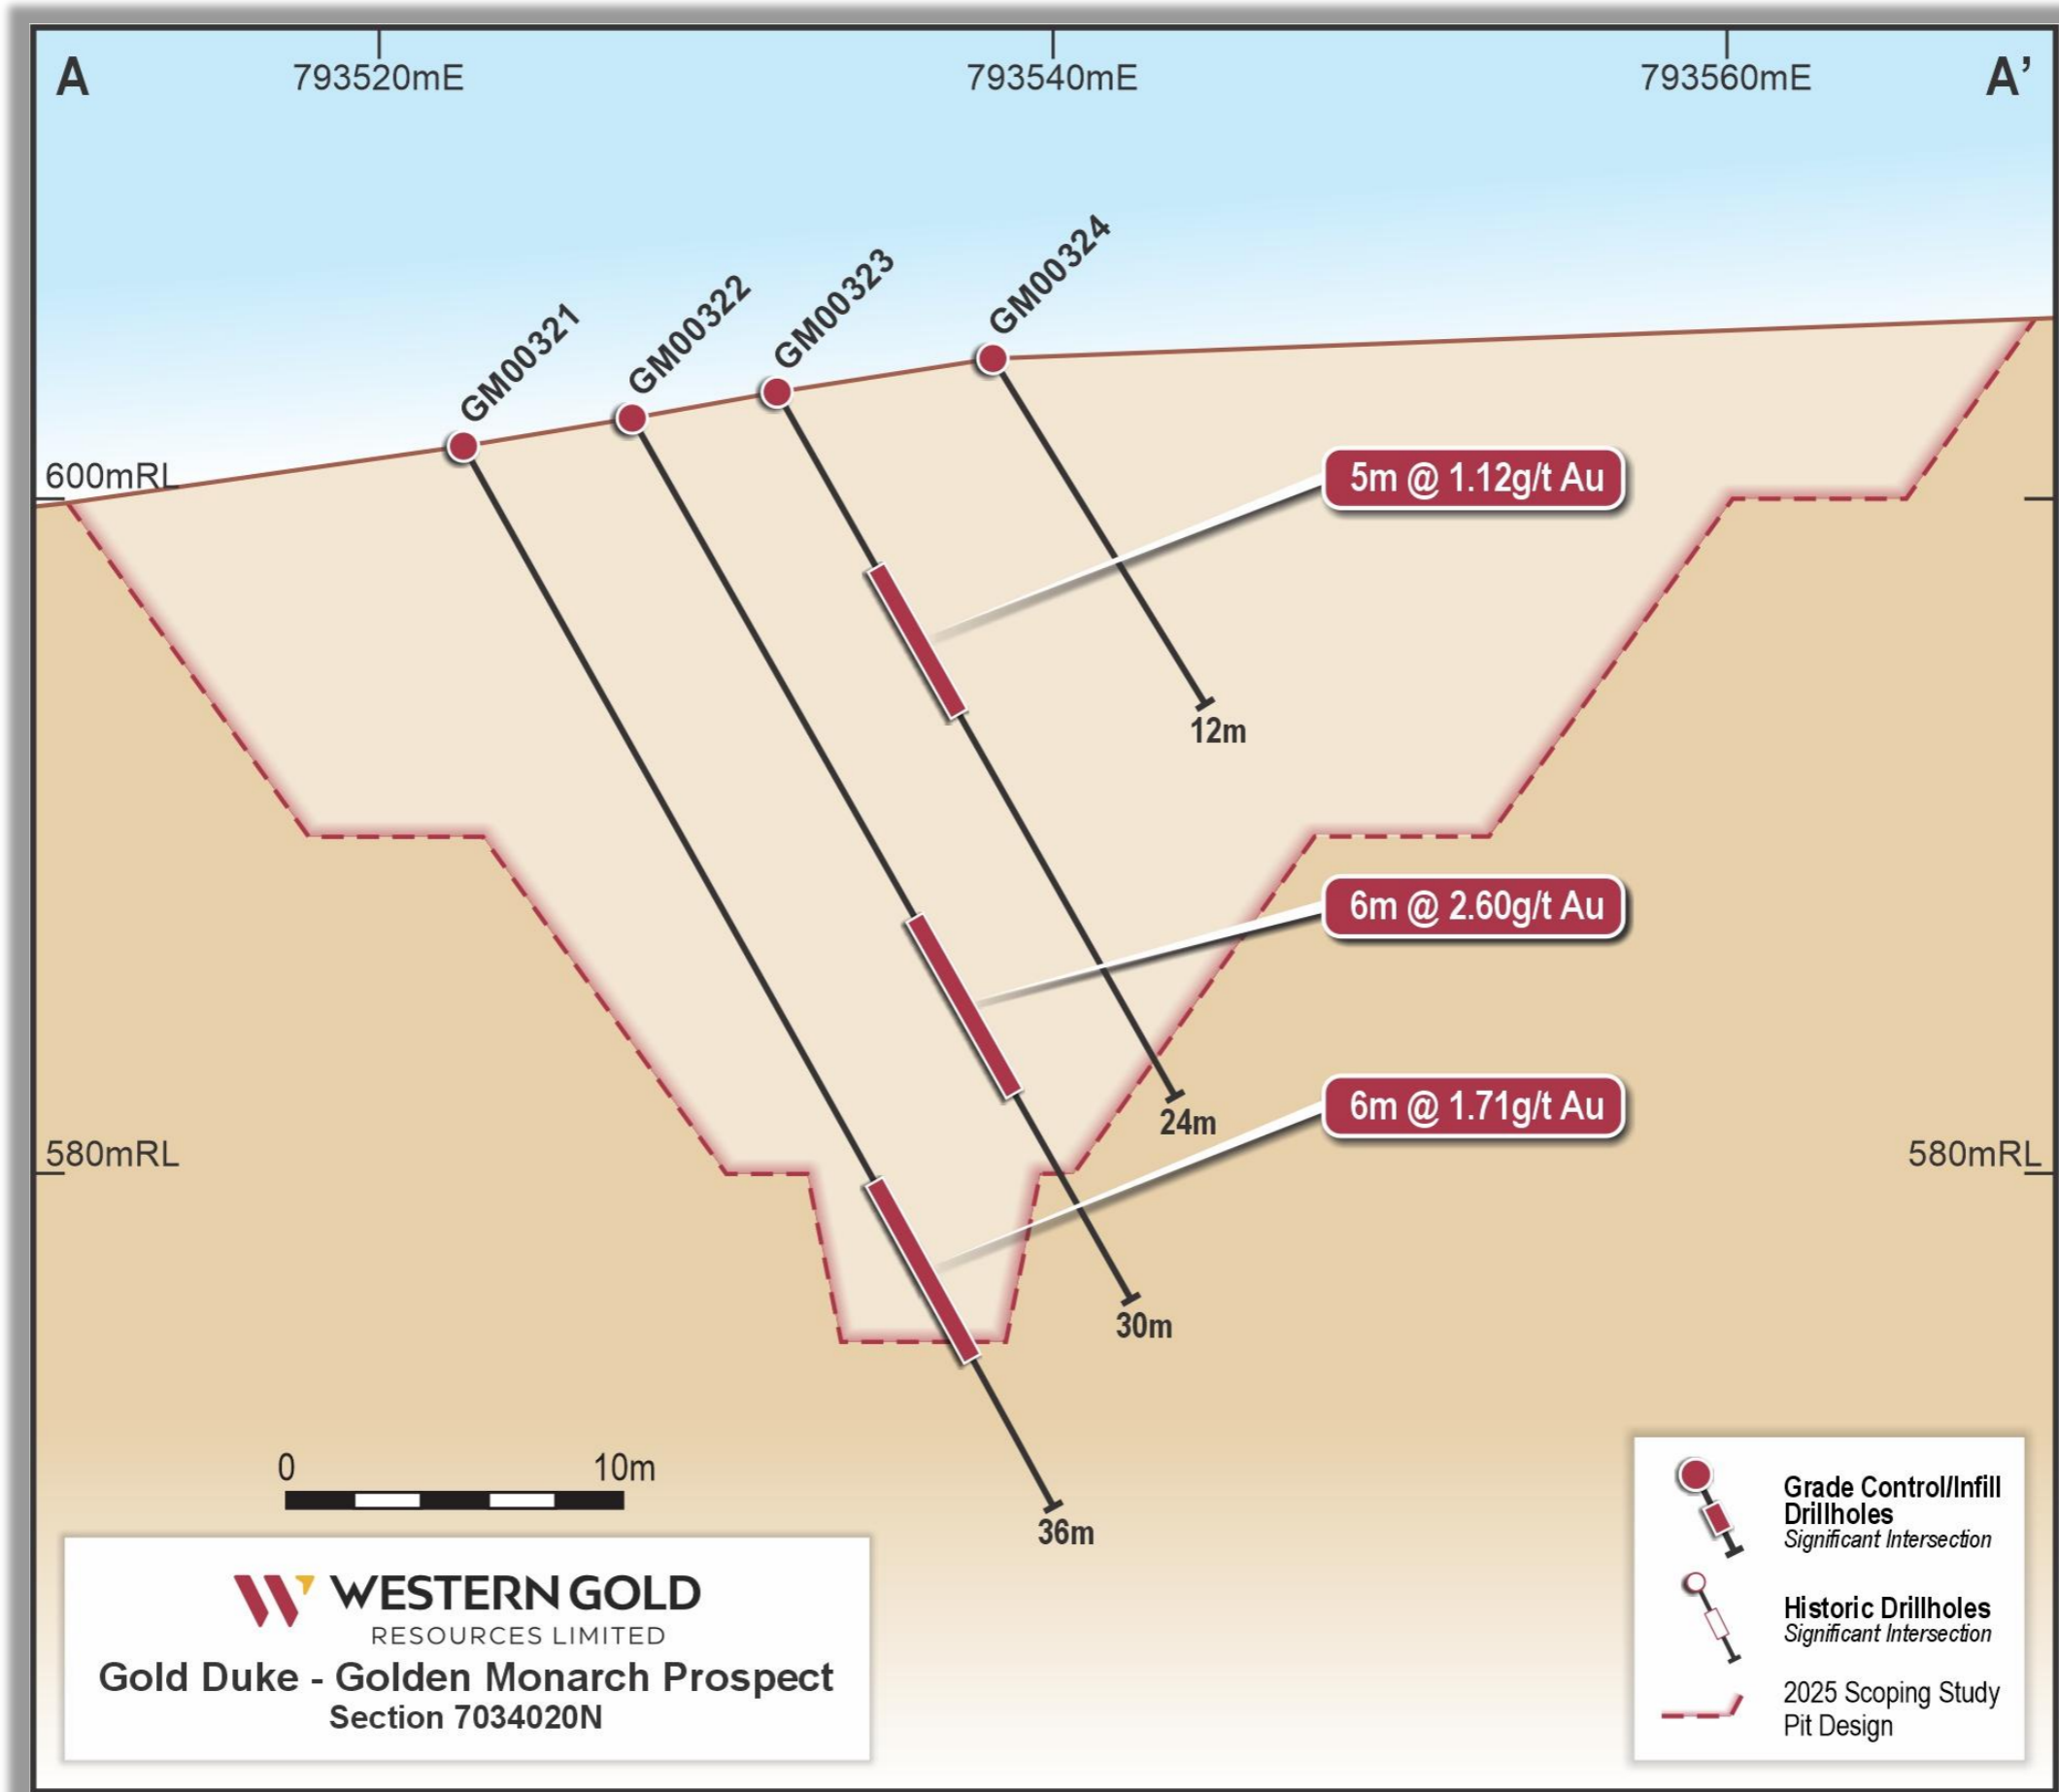 A
793520mE
793540mE
793560mE
A’
GM00321
GM00322
GM00323
GM00324
600mRL
5m @ 1.12g/t Au
12m
6m @ 2.60g/t Au
6m @ 1.71g/t Au
24m
580mRL
580mRL
30m
36m
0
10m
WESTERN GOLD
RESOURCES LIMITED
Gold Duke - Golden Monarch Prospect
Section 7034020N
Grade Control/Infill
Drillholes
Significant Intersection
Historic Drillholes
Significant Intersection
2025 Scoping Study
Pit Design